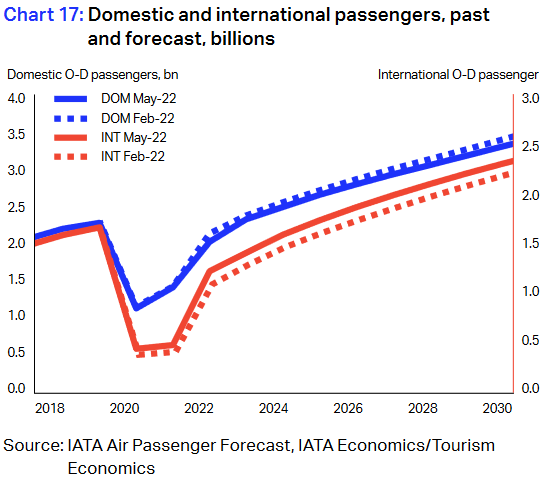 Chart 17: Domestic and international passengers, past
and forecast, billions
Domestic O-D passengers, bn
International O-D passenger
4.0
3.5
3.0
2.5
2.0
1.5
1.0
0.5
0.0
DOM May-22
DOM Feb-22
INT May-22
INT Feb-22
3.0
2.5
2.0
1.5
1.0
0.5
0.0
2018 2020 2022 2024 2026 2028 2030
Source: IATA Air Passenger Forecast, IATA Economics/Tourism
Economics